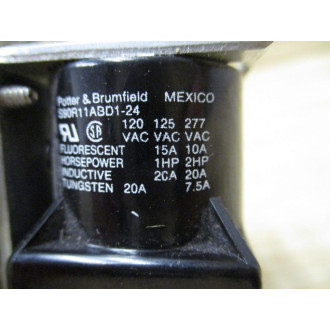 Potter & Brumfield MEXICO
S90R11ABD1-24
120 125 277
VAC VAC VAC
FLUORESCENT 15A 10A
HORSEPOWER 1HP 2HP
INDUCTIVE 20A 20A
TUNGSTEN 20A 7.5A